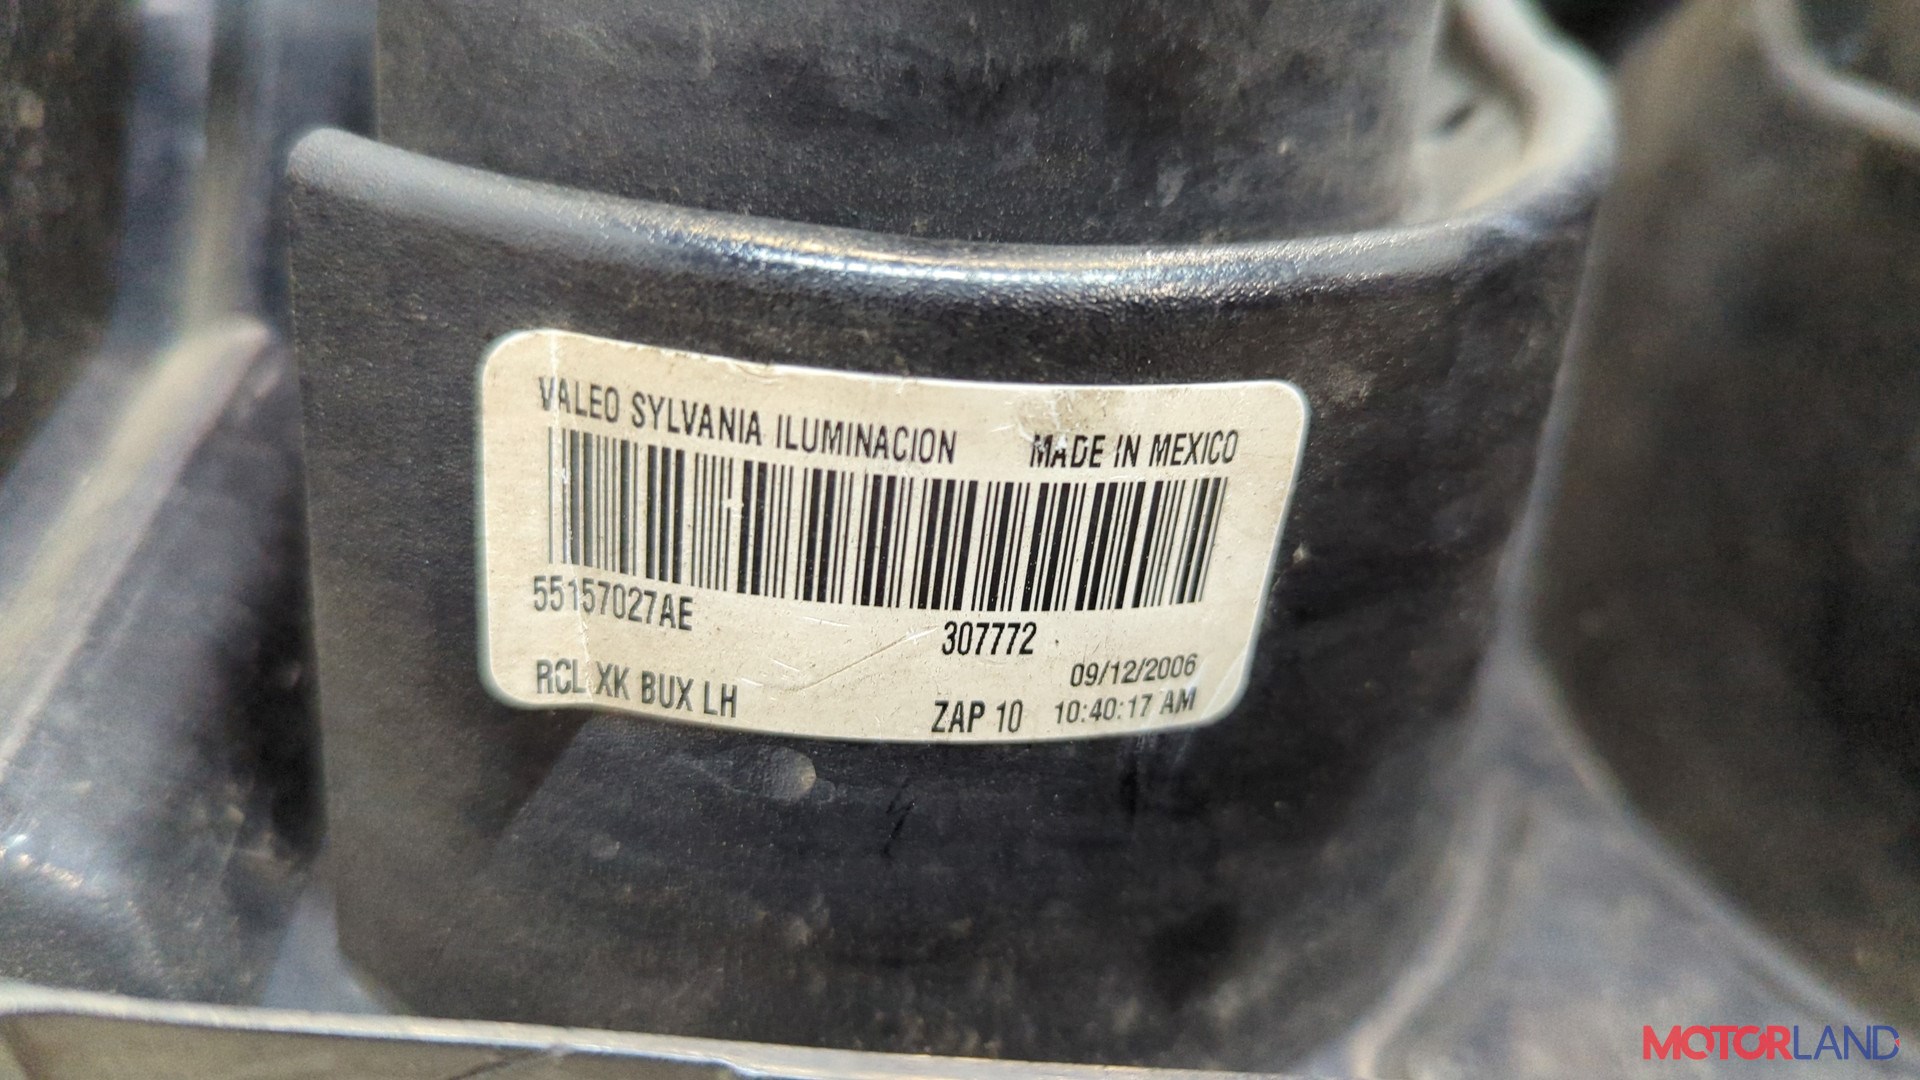 VALEO SYLVANIA ILUMINACION MADE IN MEXICO
55157027AE
307772
RCL XK BUX LH
ZAP 10
09/12/2006
10:40:17 AM
MOTORLAND